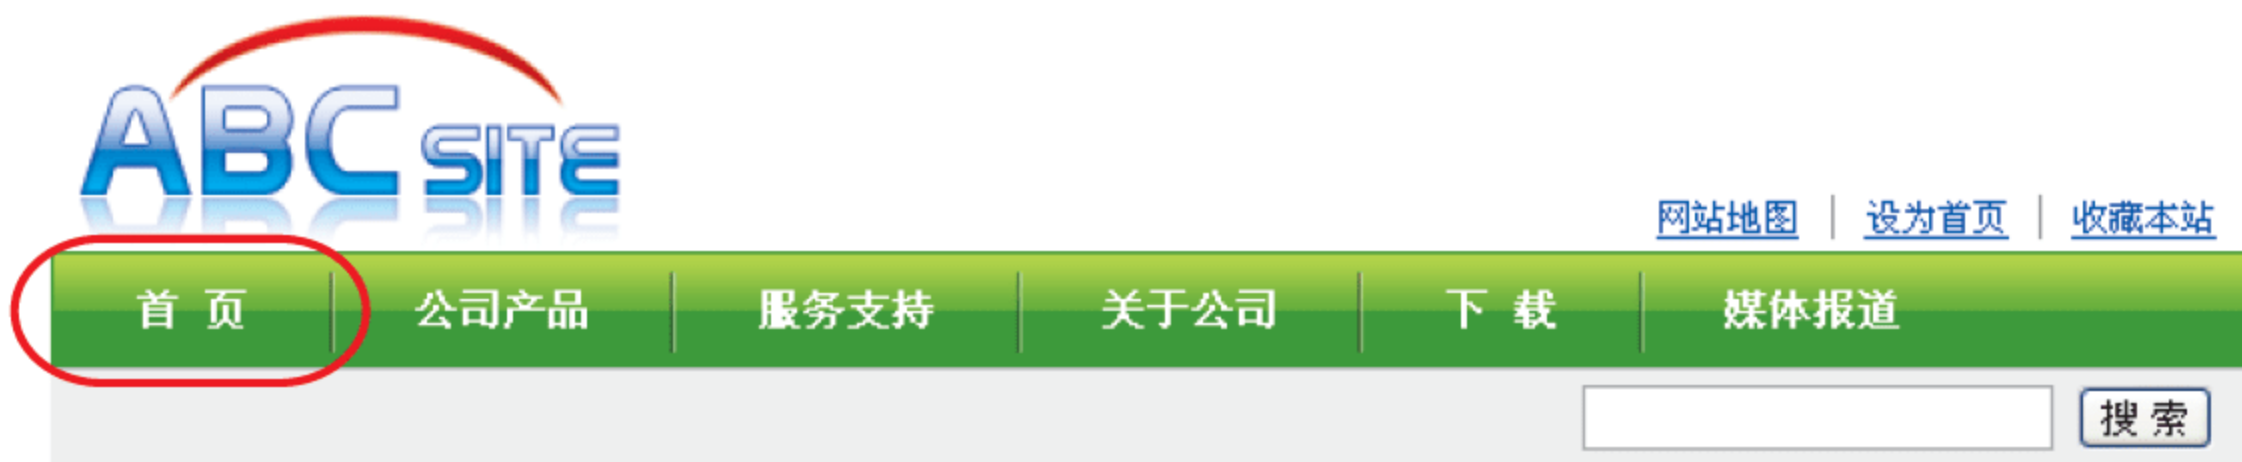 ABC SITE
网站地图 | 设为首页 | 收藏本站
首 页 公司产品 服务支持 关于公司 下 载 媒体报道
搜 索